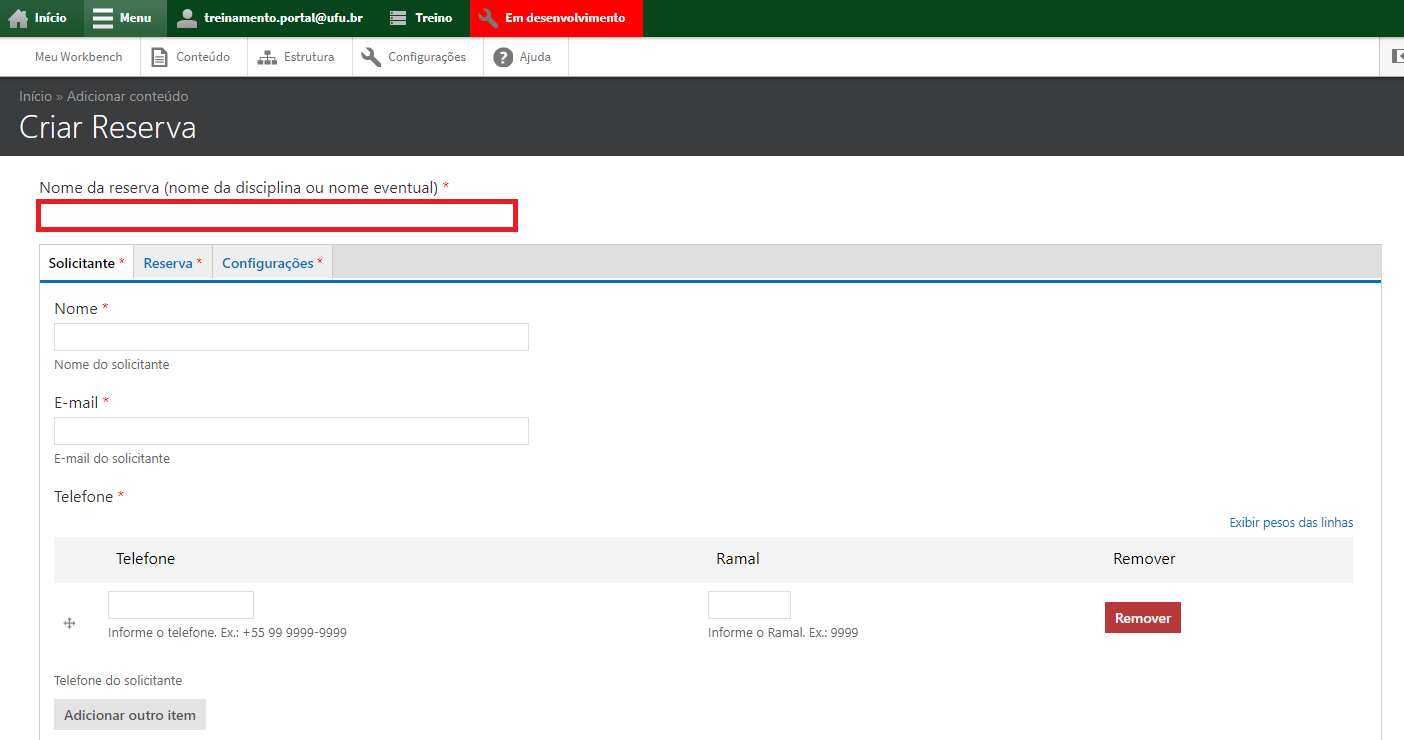 Início Menu treinamento.portal@ufu.br Treino Em desenvolvimento
Meu Workbench Conteúdo Estrutura Configurações ? Ajuda
Início » Adicionar conteúdo
Criar Reserva
Nome da reserva (nome da disciplina ou nome eventual) *
Solicitante * Reserva * Configurações *
Nome *
Nome do solicitante
E-mail *
E-mail do solicitante
Telefone *
Exibir pesos das linhas
Telefone Ramal Remover
Remover
Informe o telefone. Ex.: +55 99 9999-9999 Informe o Ramal. Ex.: 9999
Telefone do solicitante
Adicionar outro item